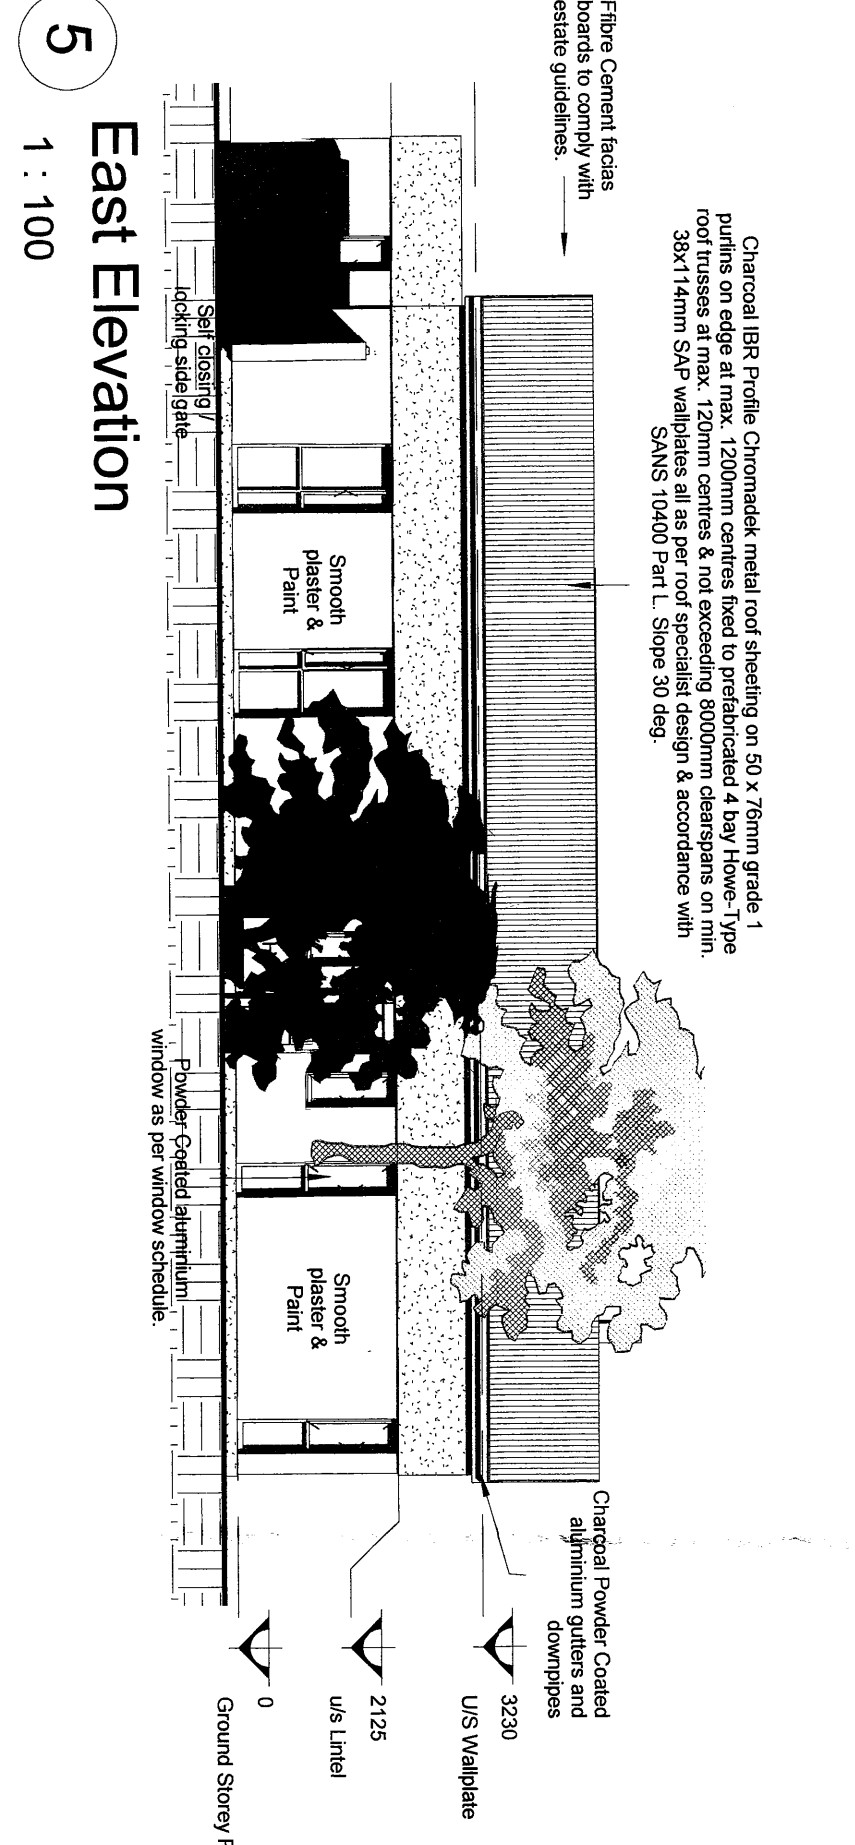 Ffibre Cement facias
boards to comply with
estate guidelines.
Charcoal IBR Profile Chromadek metal roof sheeting on 50 x 76mm grade 1
purlins on edge at max. 1200mm centres fixed to prefabricated 4 bay Howe-Type
roof trusses at max. 120mm centres & not exceeding 8000mm clearspans on min.
38x114mm SAP wallplates all as per roof specialist design & accordance with
SANS 10400 Part L. Slope 30 deg.
Charcoal Powder Coated
aluminium gutters and
downpipes
3230
U/S Wallplate
2125
u/s Lintel
0
Ground Storey F
Smooth
plaster &
Paint
Smooth
plaster &
Paint
Self closing /
locking side gate
Powder Coated aluminium
window as per window schedule.
5
East Elevation
1 : 100